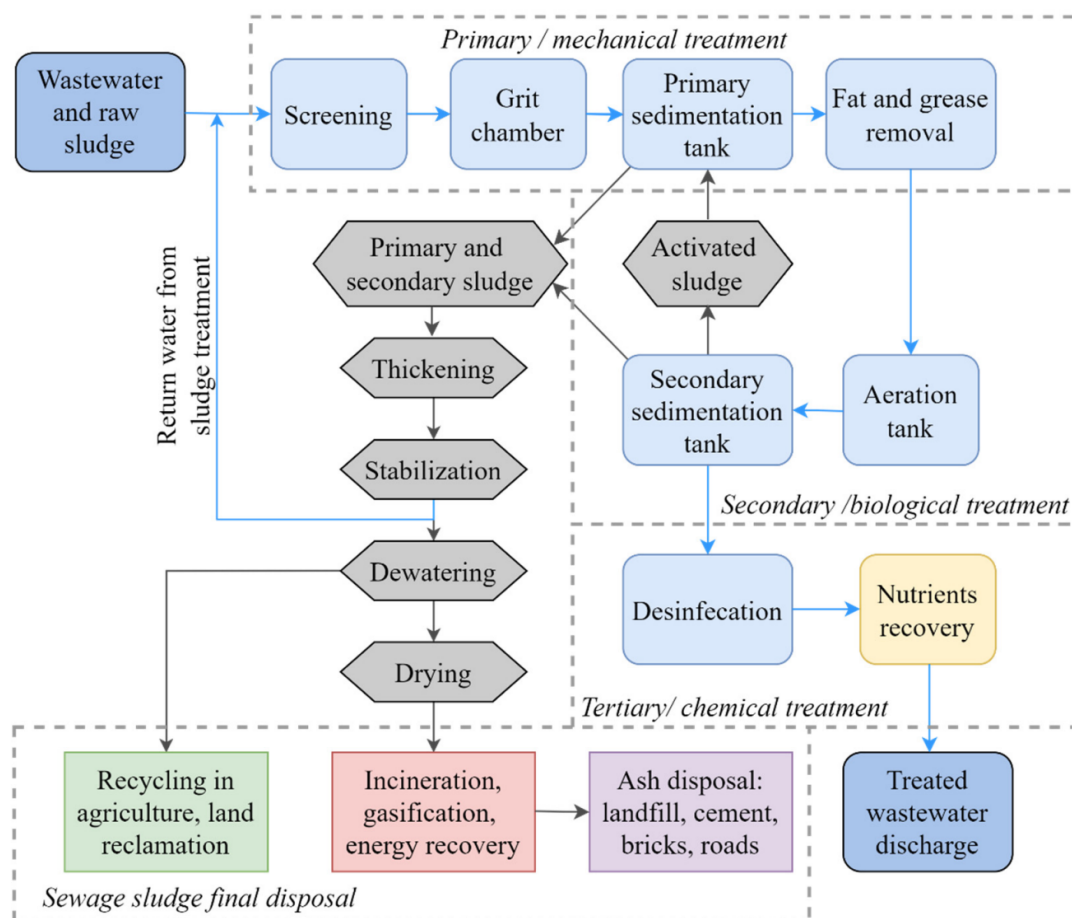 Primary / mechanical treatment
Wastewater
and raw
sludge
Screening
Grit
chamber
Primary
sedimentation
tank
Fat and grease
removal
Return water from
sludge treatment
Primary and
secondary sludge
Activated
sludge
Thickening
Secondary
sedimentation
tank
Aeration
tank
Stabilization
Secondary /biological treatment
Dewatering
Desinfecation
Nutrients
recovery
Drying
Tertiary/ chemical treatment
Recycling in
agriculture, land
reclamation
Incineration,
gasification,
energy recovery
Ash disposal:
landfill, cement,
bricks, roads
Treated
wastewater
discharge
Sewage sludge final disposal